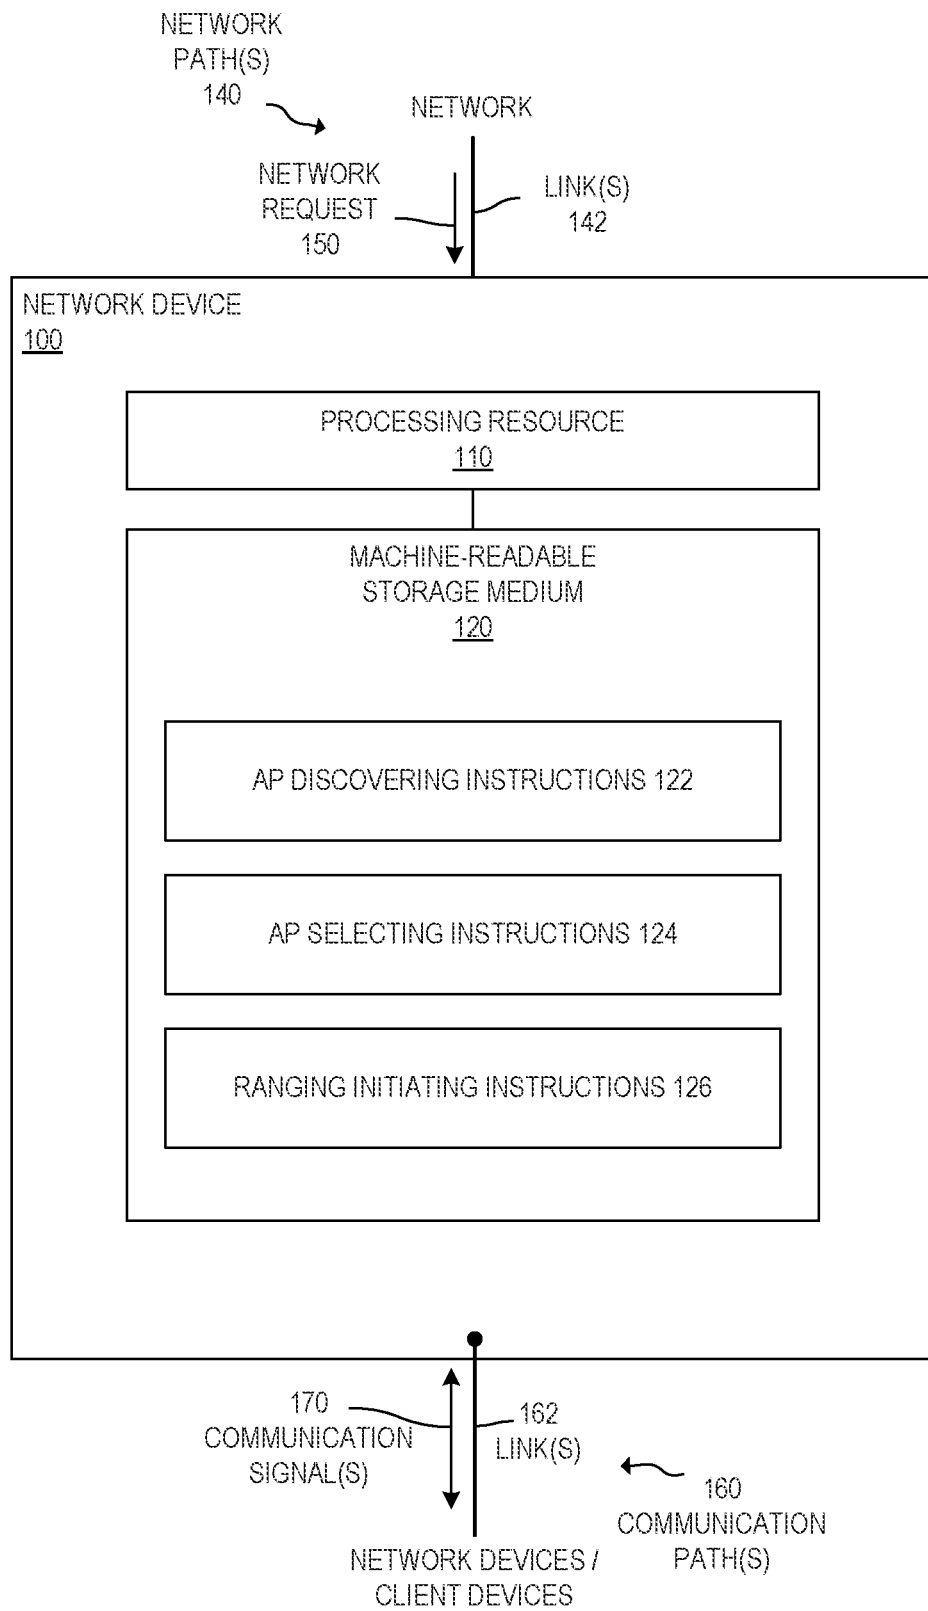 NETWORK
PATH(S)
140
NETWORK
NETWORK
REQUEST
150
LINK(S)
142
NETWORK DEVICE
100
PROCESSING RESOURCE
110
MACHINE-READABLE
STORAGE MEDIUM
120
AP DISCOVERING INSTRUCTIONS 122
AP SELECTING INSTRUCTIONS 124
RANGING INITIATING INSTRUCTIONS 126
170
COMMUNICATION
SIGNAL(S)
162
LINK(S)
160
COMMUNICATION
PATH(S)
NETWORK DEVICES /
CLIENT DEVICES